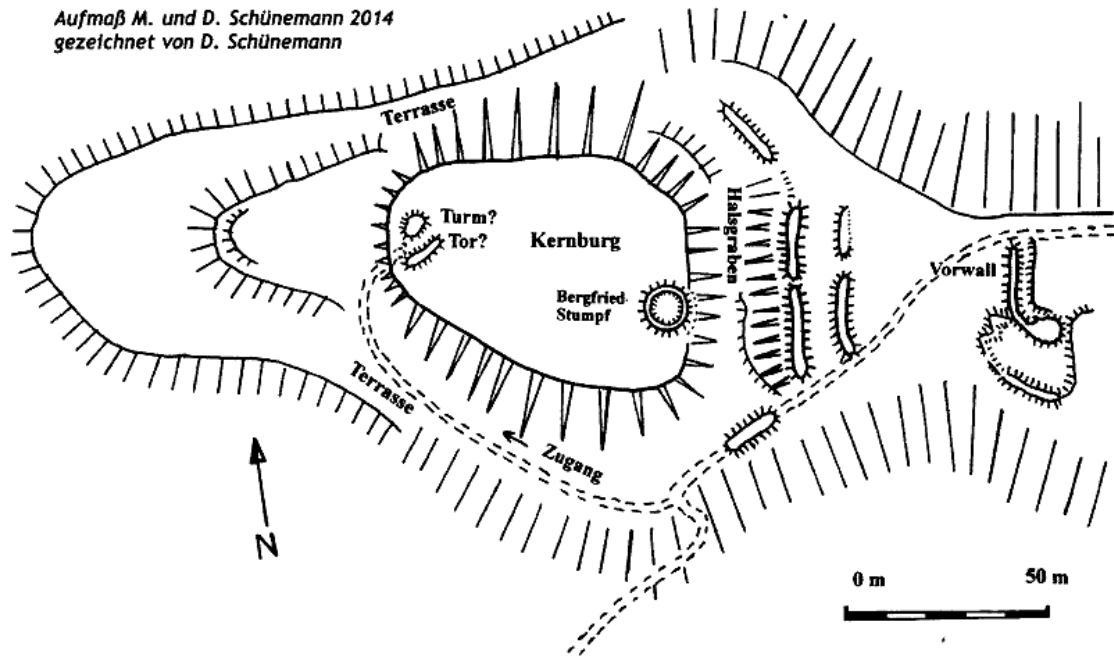 Aufmaß M. und D. Schünemann 2014
gezeichnet von D. Schünemann
Terrasse
Turm?
Tor?
Kernburg
Halsgraben
Vorwall
Bergfried-
Stumpf
Terrasse
Zugang
N
0 m 50 m